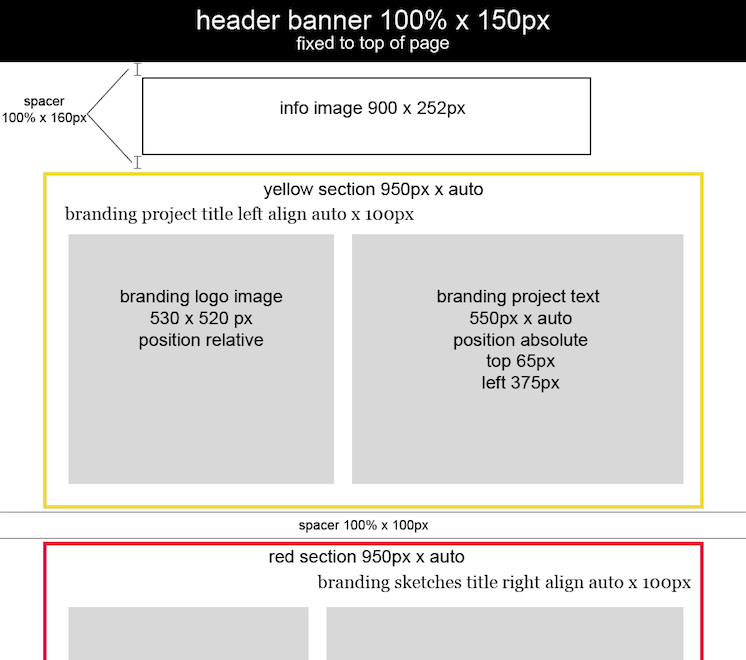 header banner 100% x 150px
fixed to top of page
spacer
100% x 160px
info image 900 x 252px
yellow section 950px x auto
branding project title left align auto x 100px
branding logo image
530 x 520 px
position relative
branding project text
550px x auto
position absolute
top 65px
left 375px
spacer 100% x 100px
red section 950px x auto
branding sketches title right align auto x 100px